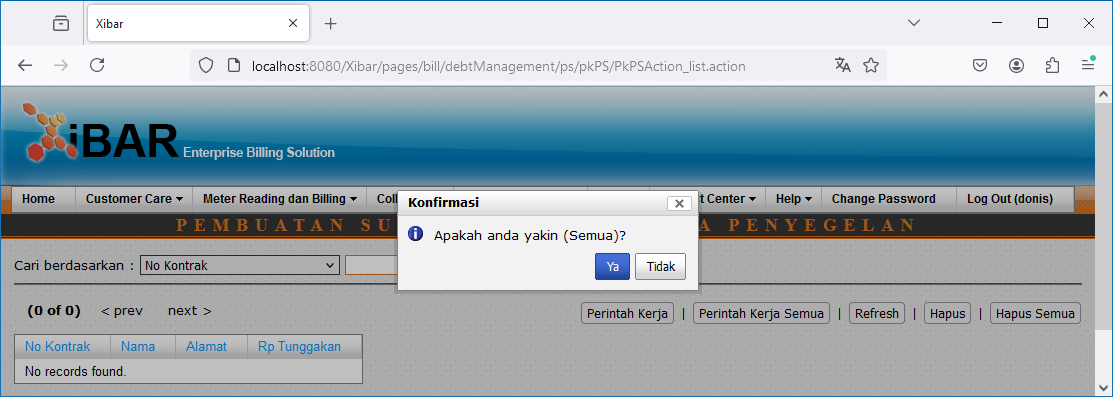 Xibar
localhost:8080/Xibar/pages/bill/debtManagement/ps/pkPS/PkPSAction_list.action
iBAR Enterprise Billing Solution
Home Customer Care Meter Reading dan Billing Help Change Password Log Out (donis)
PEMBUATAN PENYEGELAN
Konfirmasi
Apakah anda yakin (Semua)?
Ya Tidak
Cari berdasarkan : No Kontrak
(0 of 0) < prev next > Perintah Kerja | Perintah Kerja Semua | Refresh | Hapus | Hapus Semua
No Kontrak Nama Alamat Rp Tunggakan
No records found.